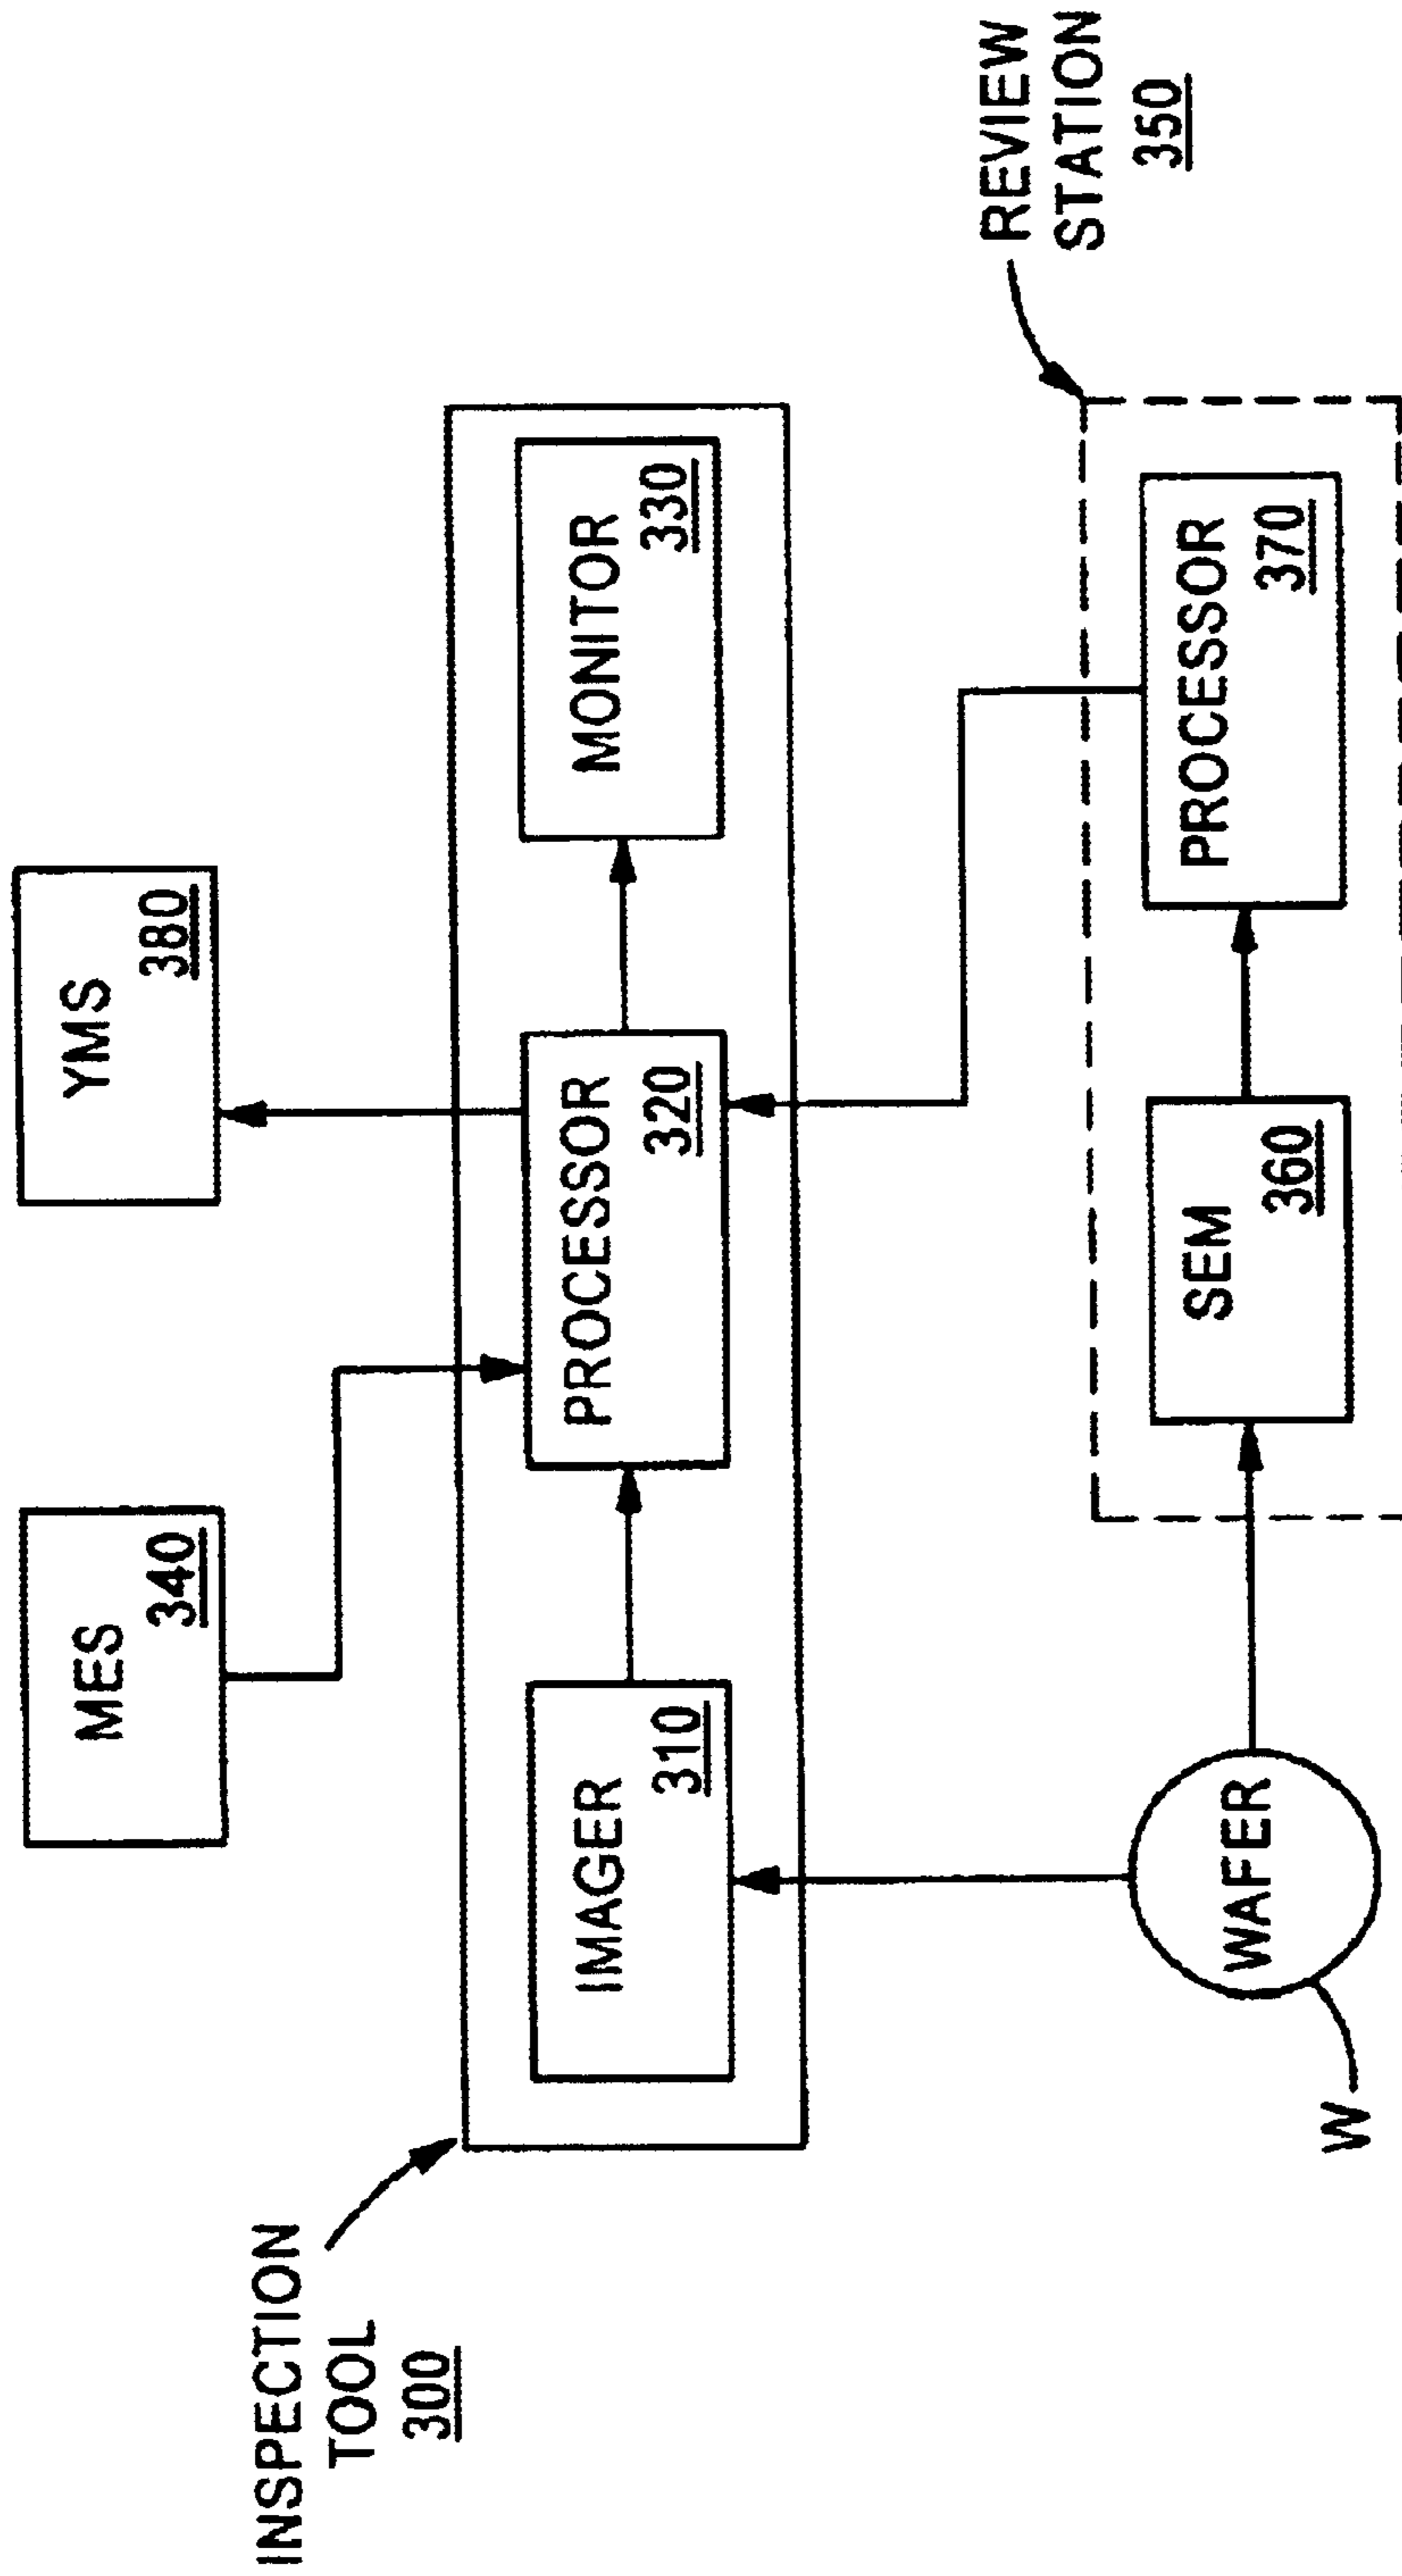 MES
340
YMS
380
INSPECTION
TOOL
300
IMAGER
310
PROCESSOR
320
MONITOR
330
REVIEW
STATION
350
WAFER
W
SEM
360
PROCESSOR
370